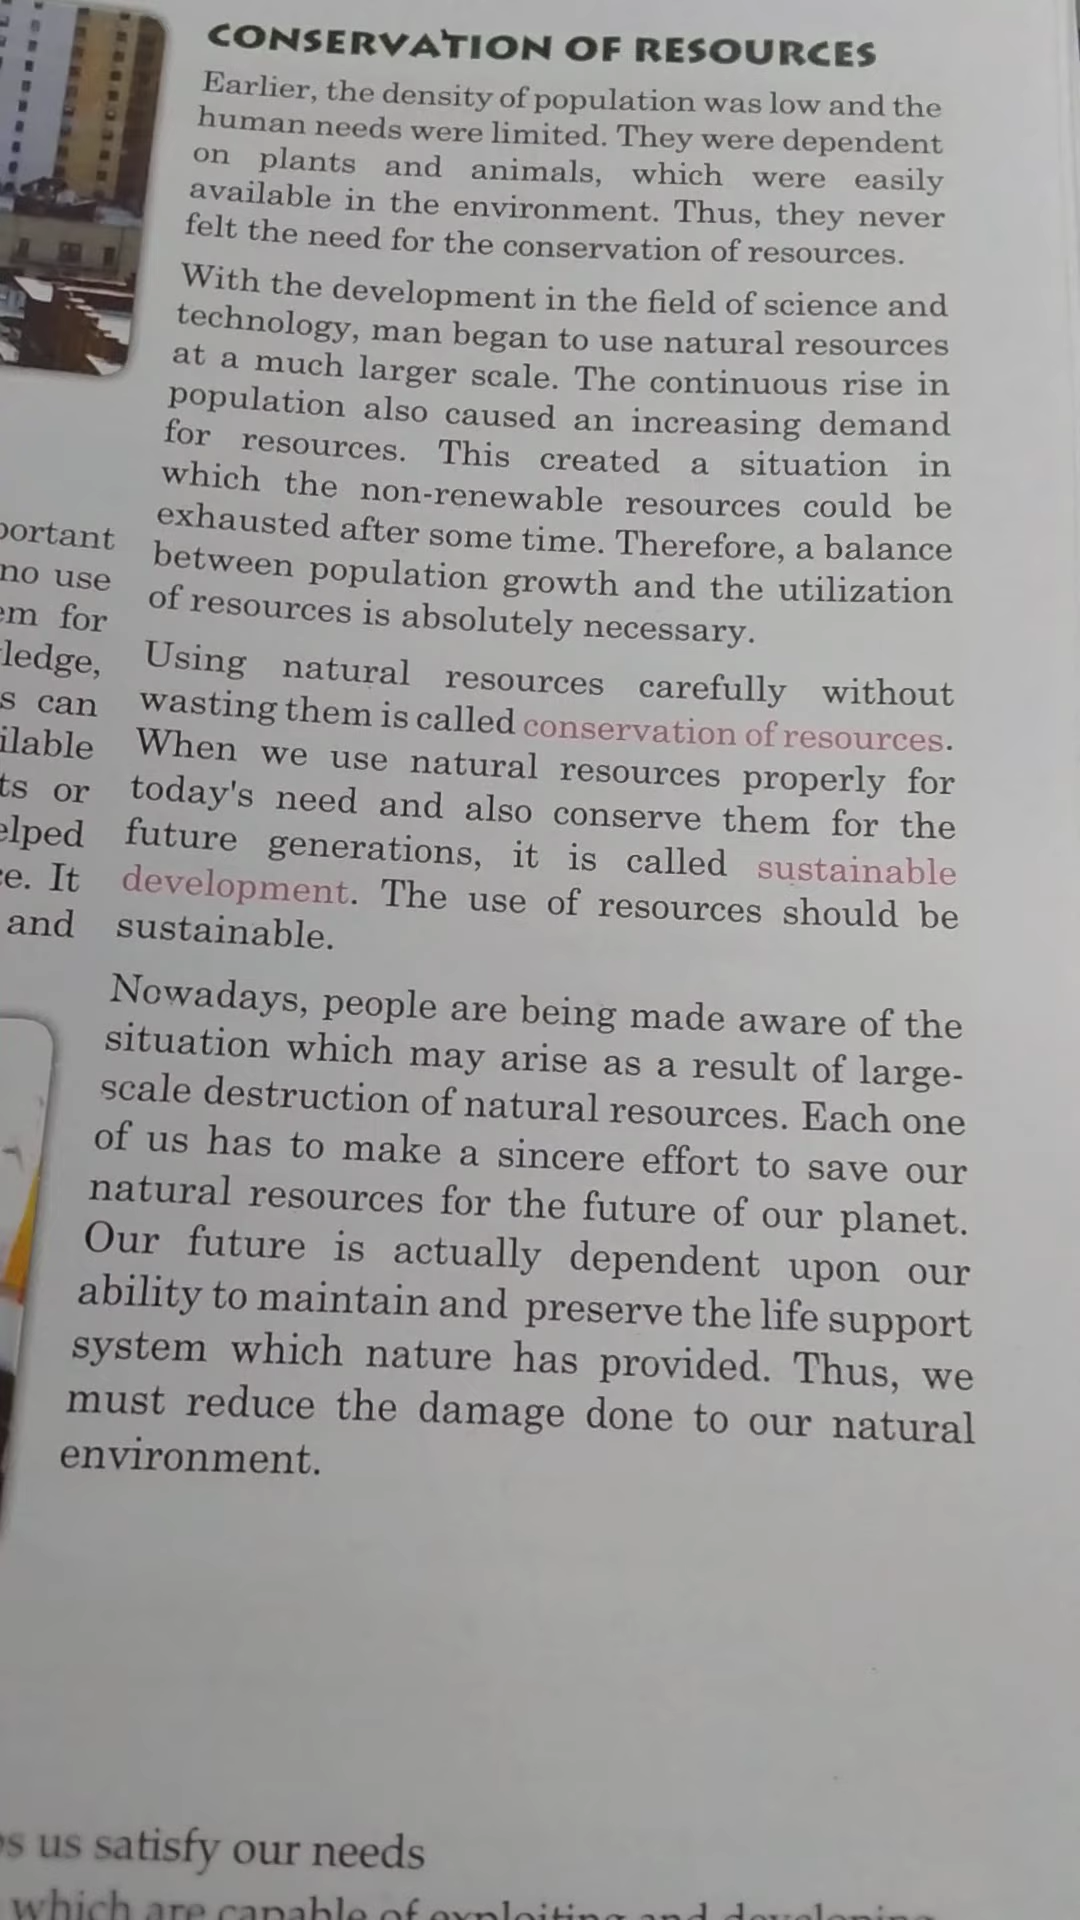 CONSERVATION OF RESOURCES
Earlier, the density of population was low and the
human needs were limited. They were dependent
on plants and animals, which were easily
available in the environment. Thus, they never
felt the need for the conservation of resources.
With the development in the field of science and
technology, man began to use natural resources
at a much larger scale. The continuous rise in
population also caused an increasing demand
for resources. This created a situation in
which the non-renewable resources could be
exhausted after some time. Therefore, a balance
between population growth and the utilization
of resources is absolutely necessary.
Using natural resources carefully without
wasting them is called conservation of resources.
When we use natural resources properly for
today's need and also conserve them for the
future generations, it is called sustainable
development. The use of resources should be
sustainable.
Nowadays, people are being made aware of the
situation which may arise as a result of large-
scale destruction of natural resources. Each one
of us has to make a sincere effort to save our
natural resources for the future of our planet.
Our future is actually dependent upon our
ability to maintain and preserve the life support
system which nature has provided. Thus, we
must reduce the damage done to our natural
environment.
no use
for
can
or
It
and
us satisfy our needs
which are capable of exploiting and developing